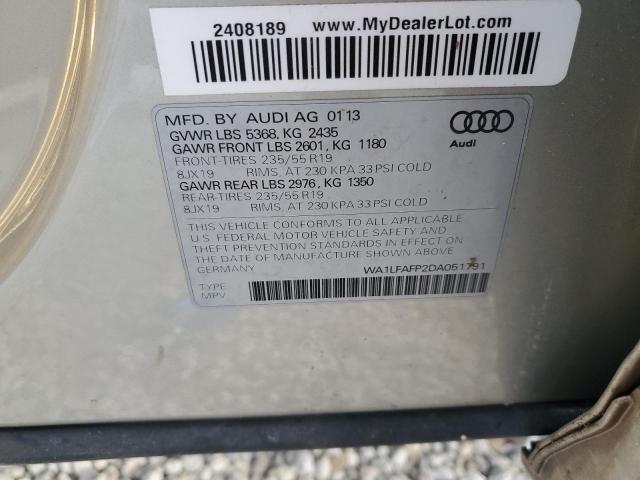 2408189 www.MyDealerLot.com
MFD. BY AUDI AG 01 13
GVWR LBS 5368, KG 2435
GAWR FRONT LBS 2601, KG 1180
FRONT-TIRES 235/55 R19
8JX19 RIMS, AT 230 KPA 33 PSI COLD
GAWR REAR LBS 2976, KG 1350
REAR-TIRES 235/55 R19
8JX19 RIMS, AT 230 KPA 33 PSI COLD
Audi
THIS VEHICLE CONFORMS TO ALL APPLICABLE
U.S. FEDERAL MOTOR VEHICLE SAFETY AND
THEFT PREVENTION STANDARDS IN EFFECT ON
THE DATE OF MANUFACTURE SHOWN ABOVE.
GERMANY WA1LFAFP2DA051791
TYPE
MPV